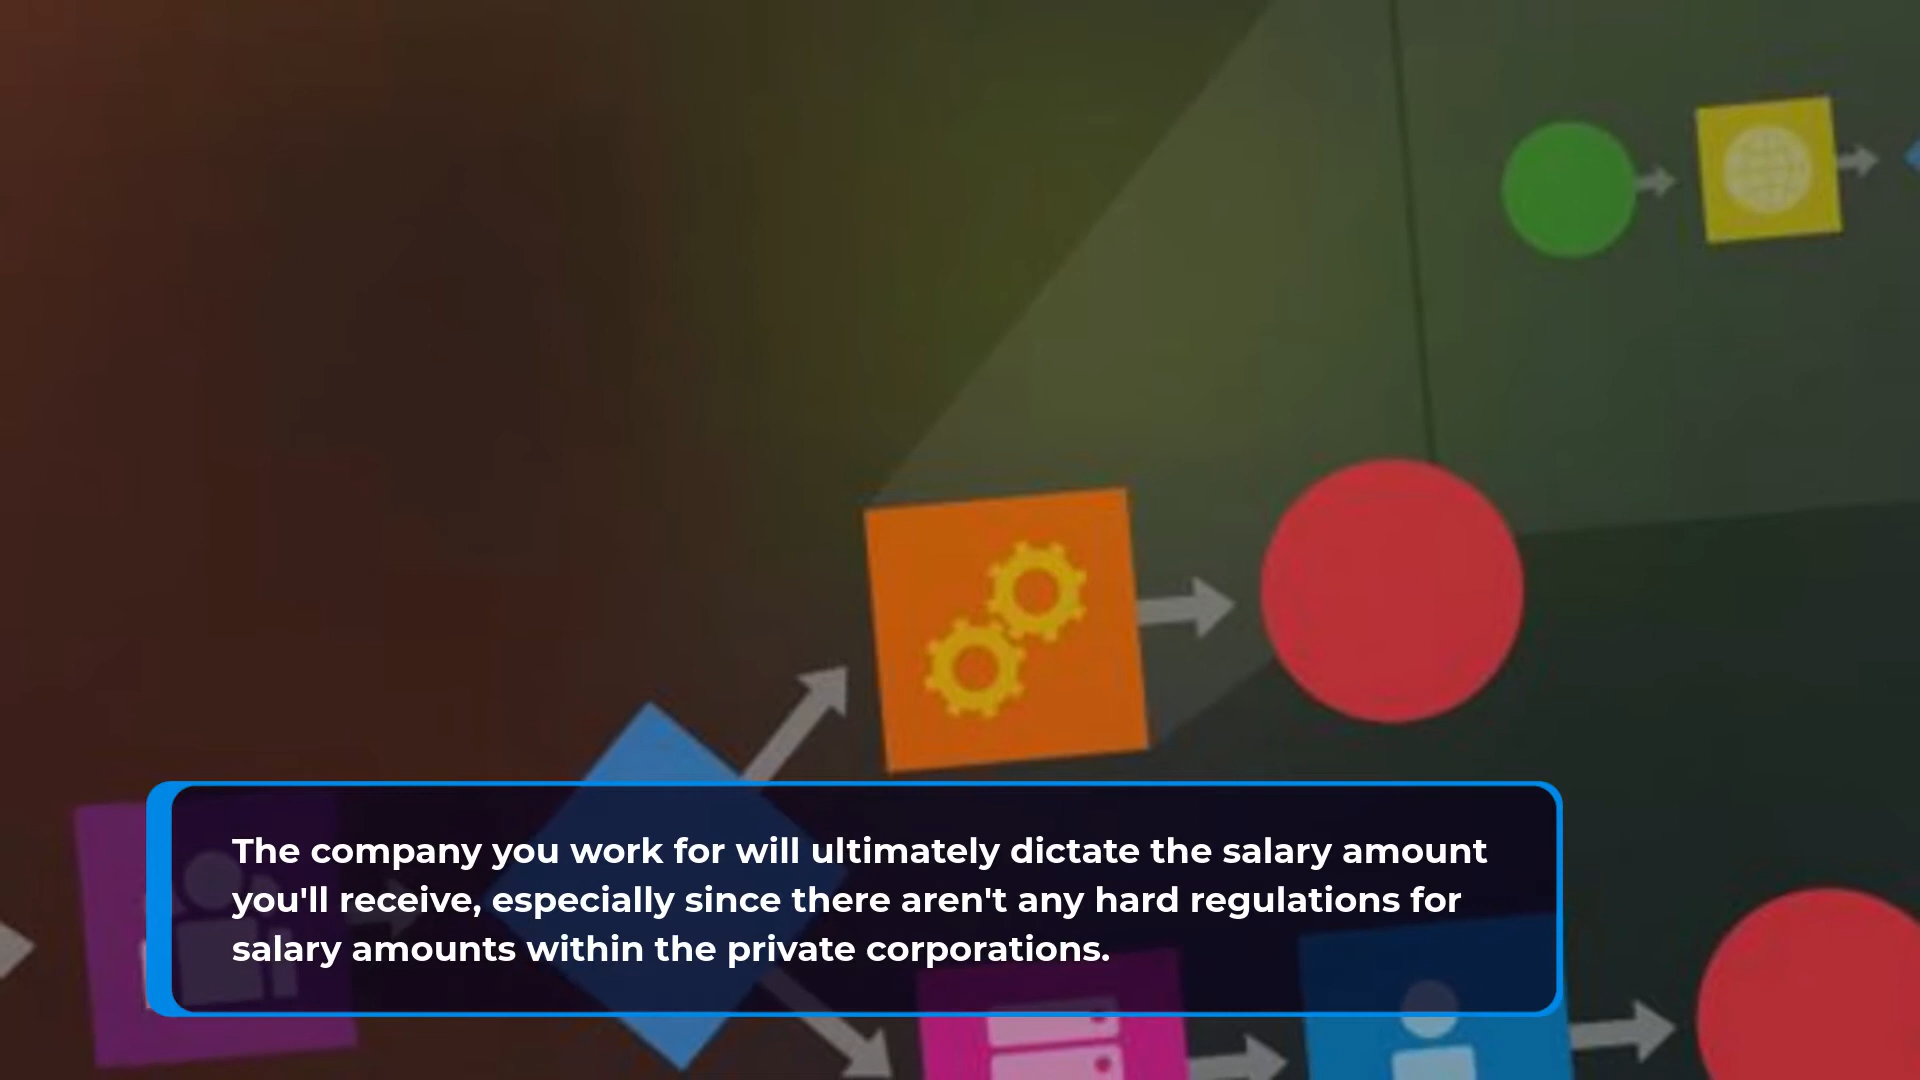 The company you work for will ultimately dictate the salary amount
you'll receive, especially since there aren't any hard regulations for
salary amounts within the private corporations.